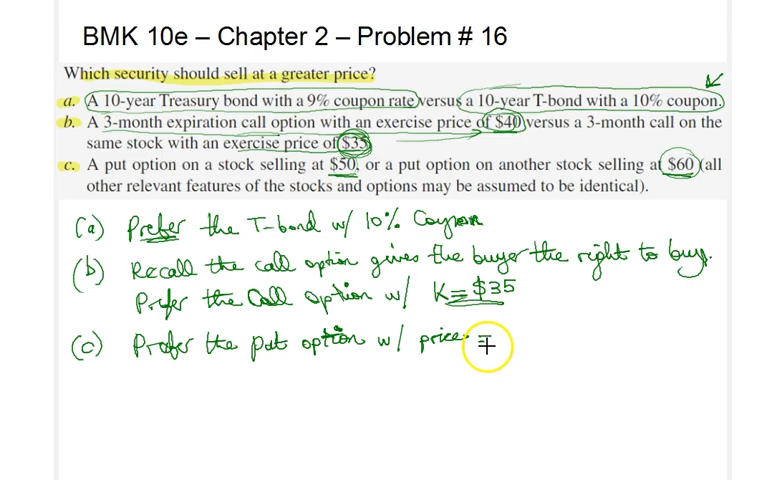 BMK 10e – Chapter 2 – Problem # 16
Which security should sell at a greater price?
a. A 10-year Treasury bond with a 9% coupon rate versus a 10-year T-bond with a 10% coupon.
b. A 3-month expiration call option with an exercise price of $40 versus a 3-month call on the
same stock with an exercise price of $35.
c. A put option on a stock selling at $50, or a put option on another stock selling at $60 (all
other relevant features of the stocks and options may be assumed to be identical).
(a) Prefer the T-bond w/ 10% Coupon
(b) Recall the call option gives the buyer the right to buy.
Prefer the Call option w/ K = $35
(c) Prefer the put option w/ price =